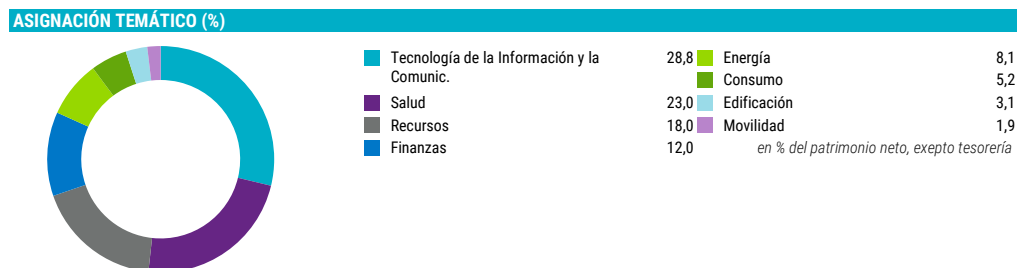 ASIGNACIÓN TEMÁTICO (%)
Tecnología de la Información y la 28,8
Comunic.
Salud 23,0
Recursos 18,0
Finanzas 12,0
Energía 8,1
Consumo 5,2
Edificación 3,1
Movilidad 1,9
en % del patrimonio neto, exepto tesorería